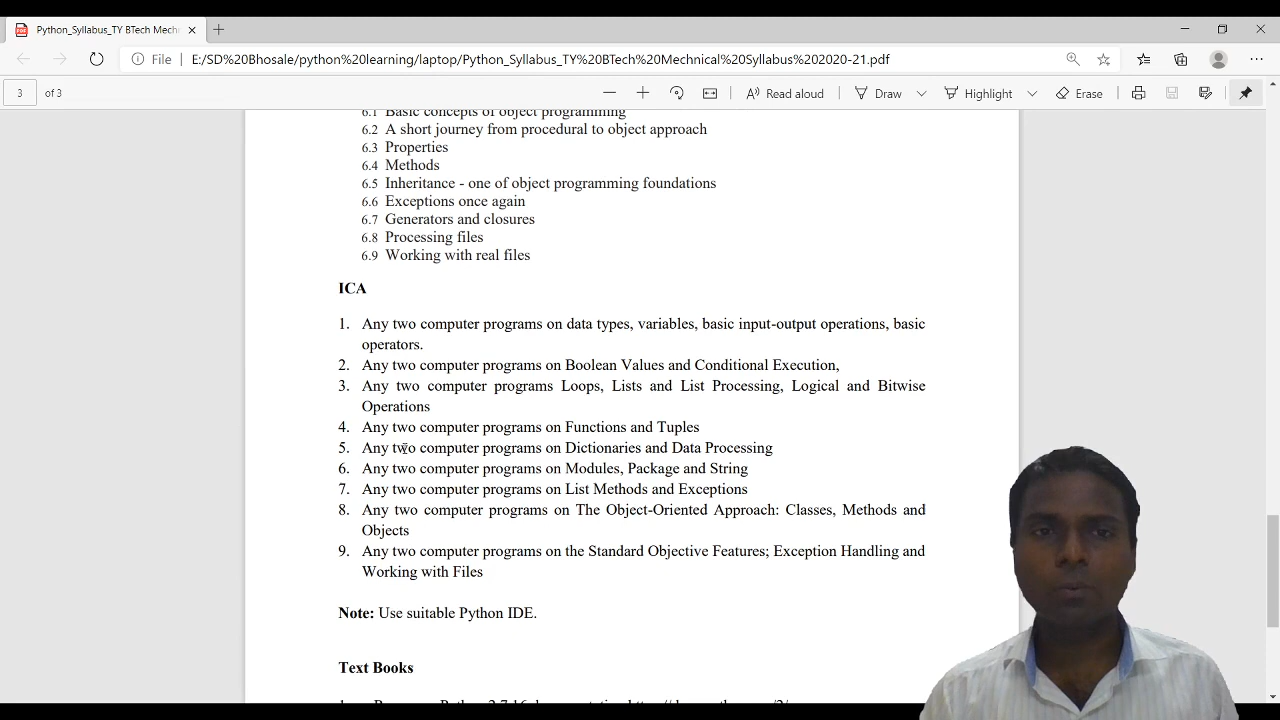 Python_Syllabus_TY BTech Mech
File E:/SD%20Bhosale/python%20learning/laptop/Python_Syllabus_TY%20BTech%20Mechnical%20Syllabus%202020-21.pdf
3 of 3 Read aloud Draw Highlight Erase
6.1 Basic concepts of object programming
6.2 A short journey from procedural to object approach
6.3 Properties
6.4 Methods
6.5 Inheritance - one of object programming foundations
6.6 Exceptions once again
6.7 Generators and closures
6.8 Processing files
6.9 Working with real files
ICA
1. Any two computer programs on data types, variables, basic input-output operations, basic
operators.
2. Any two computer programs on Boolean Values and Conditional Execution,
3. Any two computer programs Loops, Lists and List Processing, Logical and Bitwise
Operations
4. Any two computer programs on Functions and Tuples
5. Any two computer programs on Dictionaries and Data Processing
6. Any two computer programs on Modules, Package and String
7. Any two computer programs on List Methods and Exceptions
8. Any two computer programs on The Object-Oriented Approach: Classes, Methods and
Objects
9. Any two computer programs on the Standard Objective Features; Exception Handling and
Working with Files
Note: Use suitable Python IDE.
Text Books